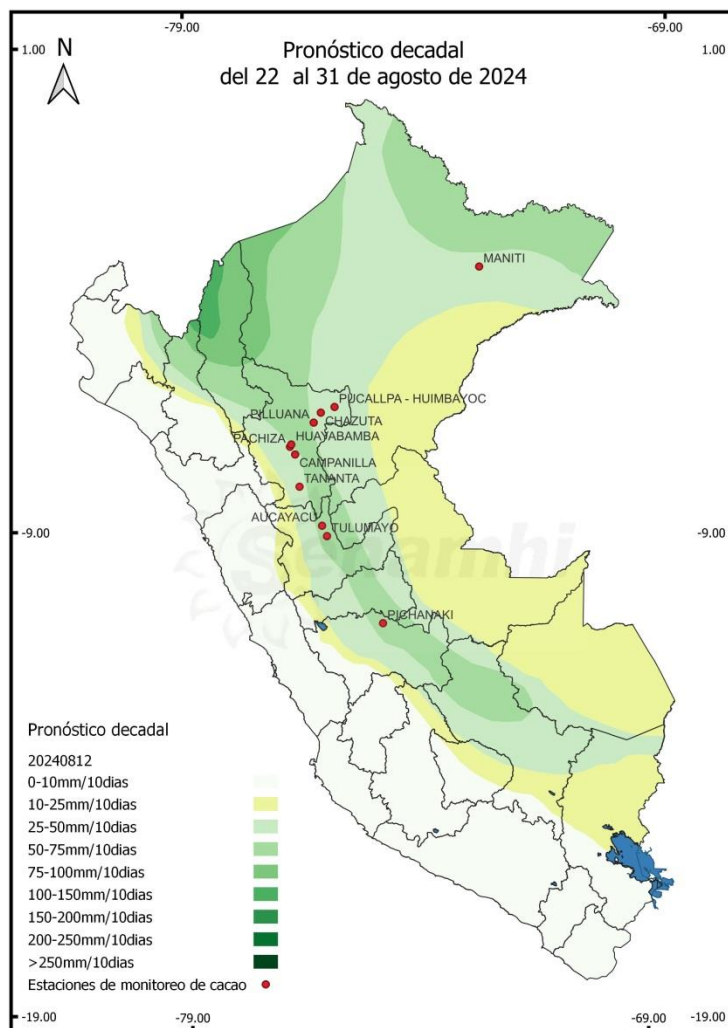 -79.00
-69.00
1.00
1.00
N
Pronóstico decadal
del 22 al 31 de agosto de 2024
MANITI
PUCALLPA - HUIMBAYOC
PILLUANA
CHAZUTA
PACHIZA
HUAYABAMBA
CAMPANILLA
TANANTA
AUCAYACU
TULUMAYO
-9.00
-9.00
Senamhi
PICHANAKI
Pronóstico decadal
20240812
0-10mm/10dias
10-25mm/10dias
25-50mm/10dias
50-75mm/10dias
75-100mm/10dias
100-150mm/10dias
150-200mm/10dias
200-250mm/10dias
>250mm/10dias
Estaciones de monitoreo de cacao
-19.00
-19.00
-79.00
-69.00